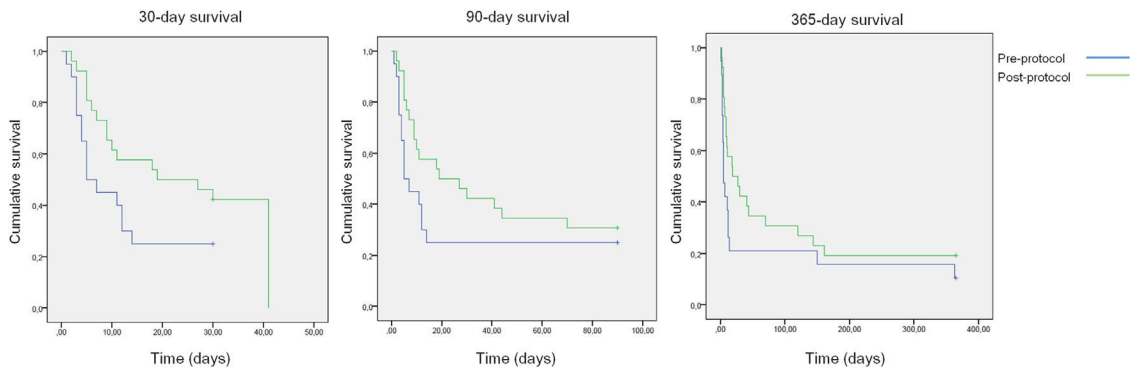 30-day survival
90-day survival
365-day survival
Pre-protocol
Post-protocol
Cumulative survival
1,0
0,8
0,6
0,4
0,2
0,0
,00 10,00 20,00 30,00 40,00 50,00
Time (days)
Cumulative survival
1,0
0,8
0,6
0,4
0,2
0,0
,00 20,00 40,00 60,00 80,00 100,00
Time (days)
Cumulative survival
1,0
0,8
0,6
0,4
0,2
0,0
,00 100,00 200,00 300,00 400,00
Time (days)